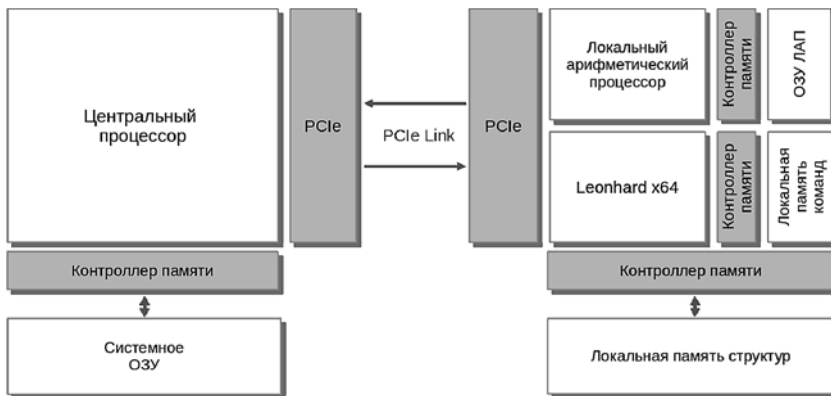 Центральный
процессор
PCIe
PCIe Link
PCIe
Локальный
арифметический
процессор
Контроллер
памяти
ОЗУ ЛАП
Leonhard x64
Контроллер
памяти
Локальная
память
команд
Контроллер памяти
Контроллер памяти
Системное
ОЗУ
Локальная память структур